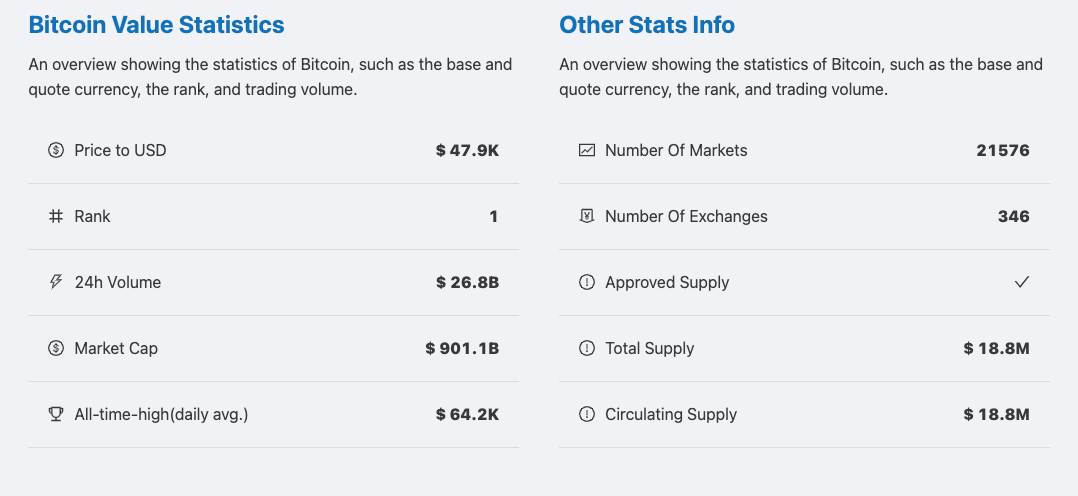 Bitcoin Value Statistics
An overview showing the statistics of Bitcoin, such as the base and
quote currency, the rank, and trading volume.
Price to USD $ 47.9K
Rank 1
24h Volume $ 26.8B
Market Cap $ 901.1B
All-time-high(daily avg.) $ 64.2K
Other Stats Info
An overview showing the statistics of Bitcoin, such as the base and
quote currency, the rank, and trading volume.
Number Of Markets 21576
Number Of Exchanges 346
Approved Supply
Total Supply $ 18.8M
Circulating Supply $ 18.8M